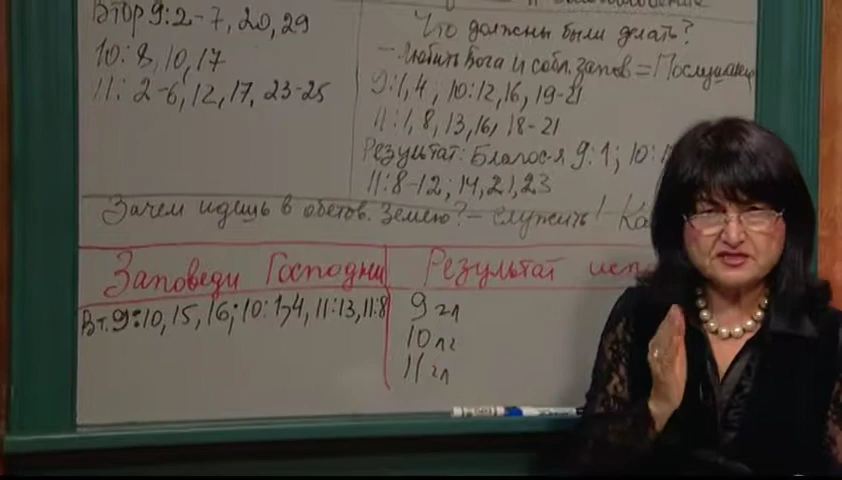 Втор 9:2-7, 20, 29
10: 8, 10, 17
11: 2-6, 12, 17, 23-25
Что должны были делать?
- Любить Бога и собл. запов =
9:1, 4; 10:12, 16, 19-21
11:1, 8, 13, 16, 18-21
Результат: Благос-я 9:1; 10:
11:8-12; 14, 21, 23
Зачем идешь в обетов. землю? - служить!
Заповеди Господни
Результат
Вт. 9:10, 15, 16; 10: 1, 4, 11:13, 11:8
9 гл
10 гл
11 гл